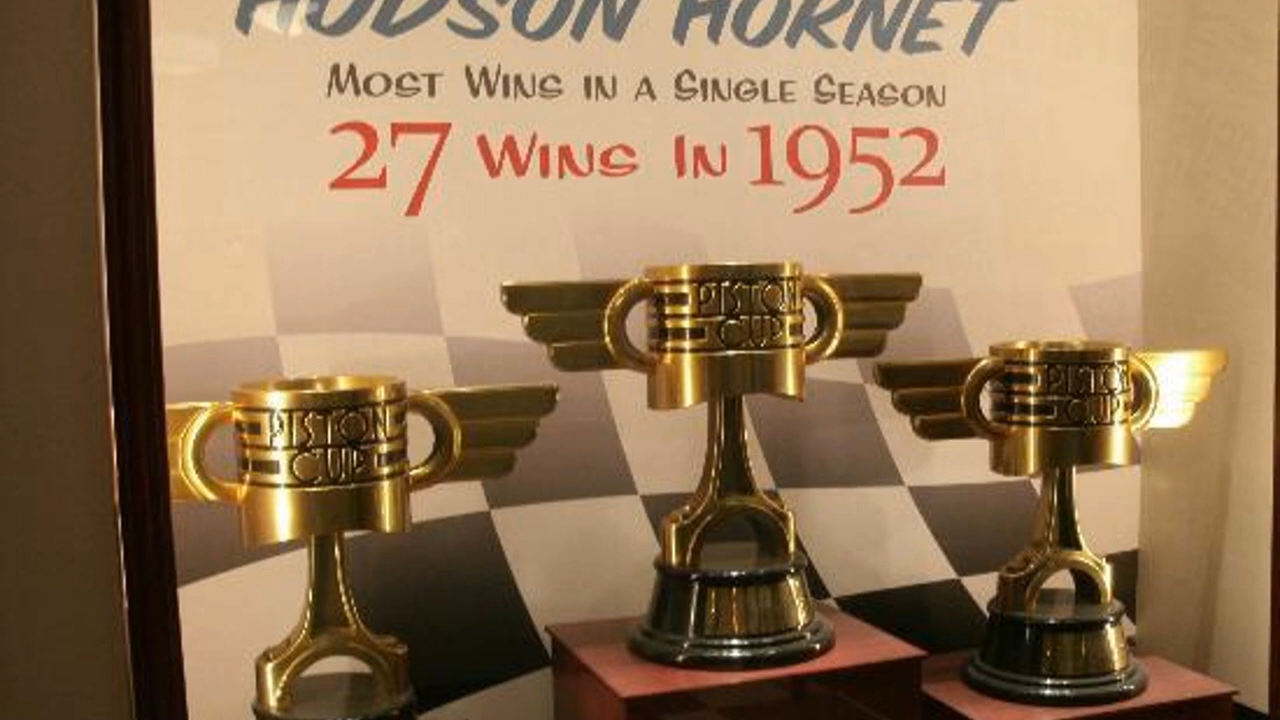 HUDSON HORNET
MOST WINS IN A SINGLE SEASON
27 WINS IN 1952
PISTON
CUP
PISTON
CUP
PISTON
CUP